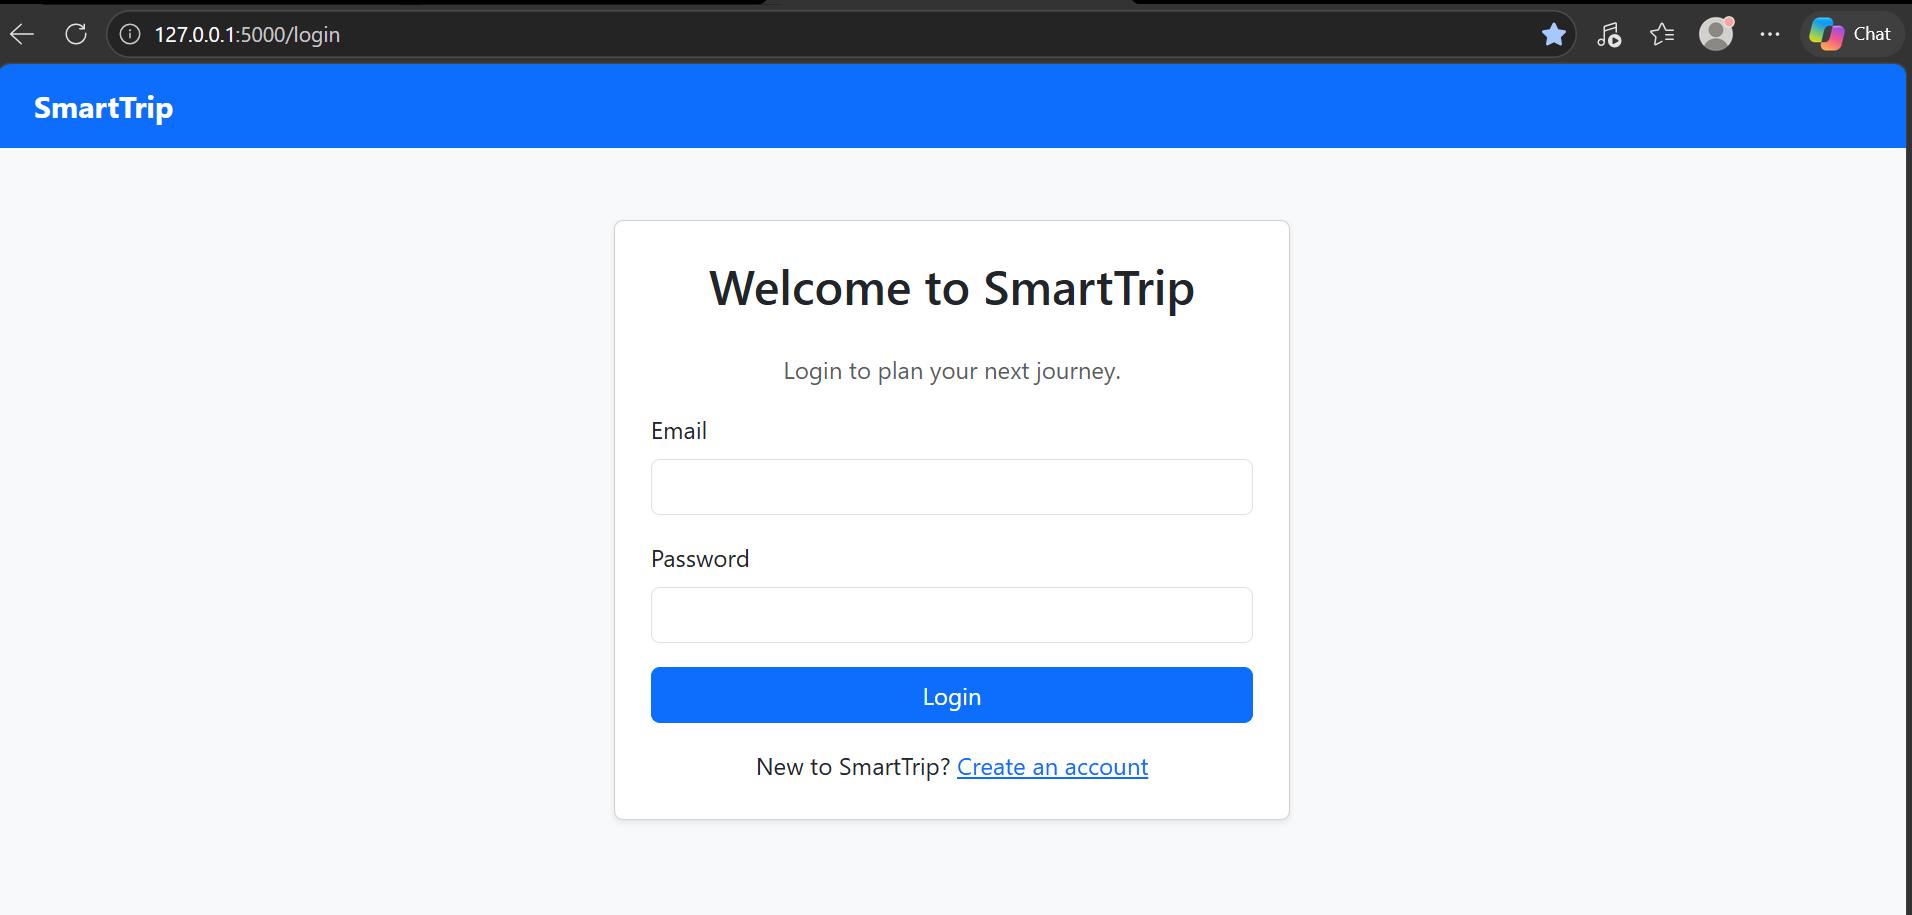 127.0.0.1:5000/login
Chat
SmartTrip
Welcome to SmartTrip
Login to plan your next journey.
Email
Password
Login
New to SmartTrip? Create an account